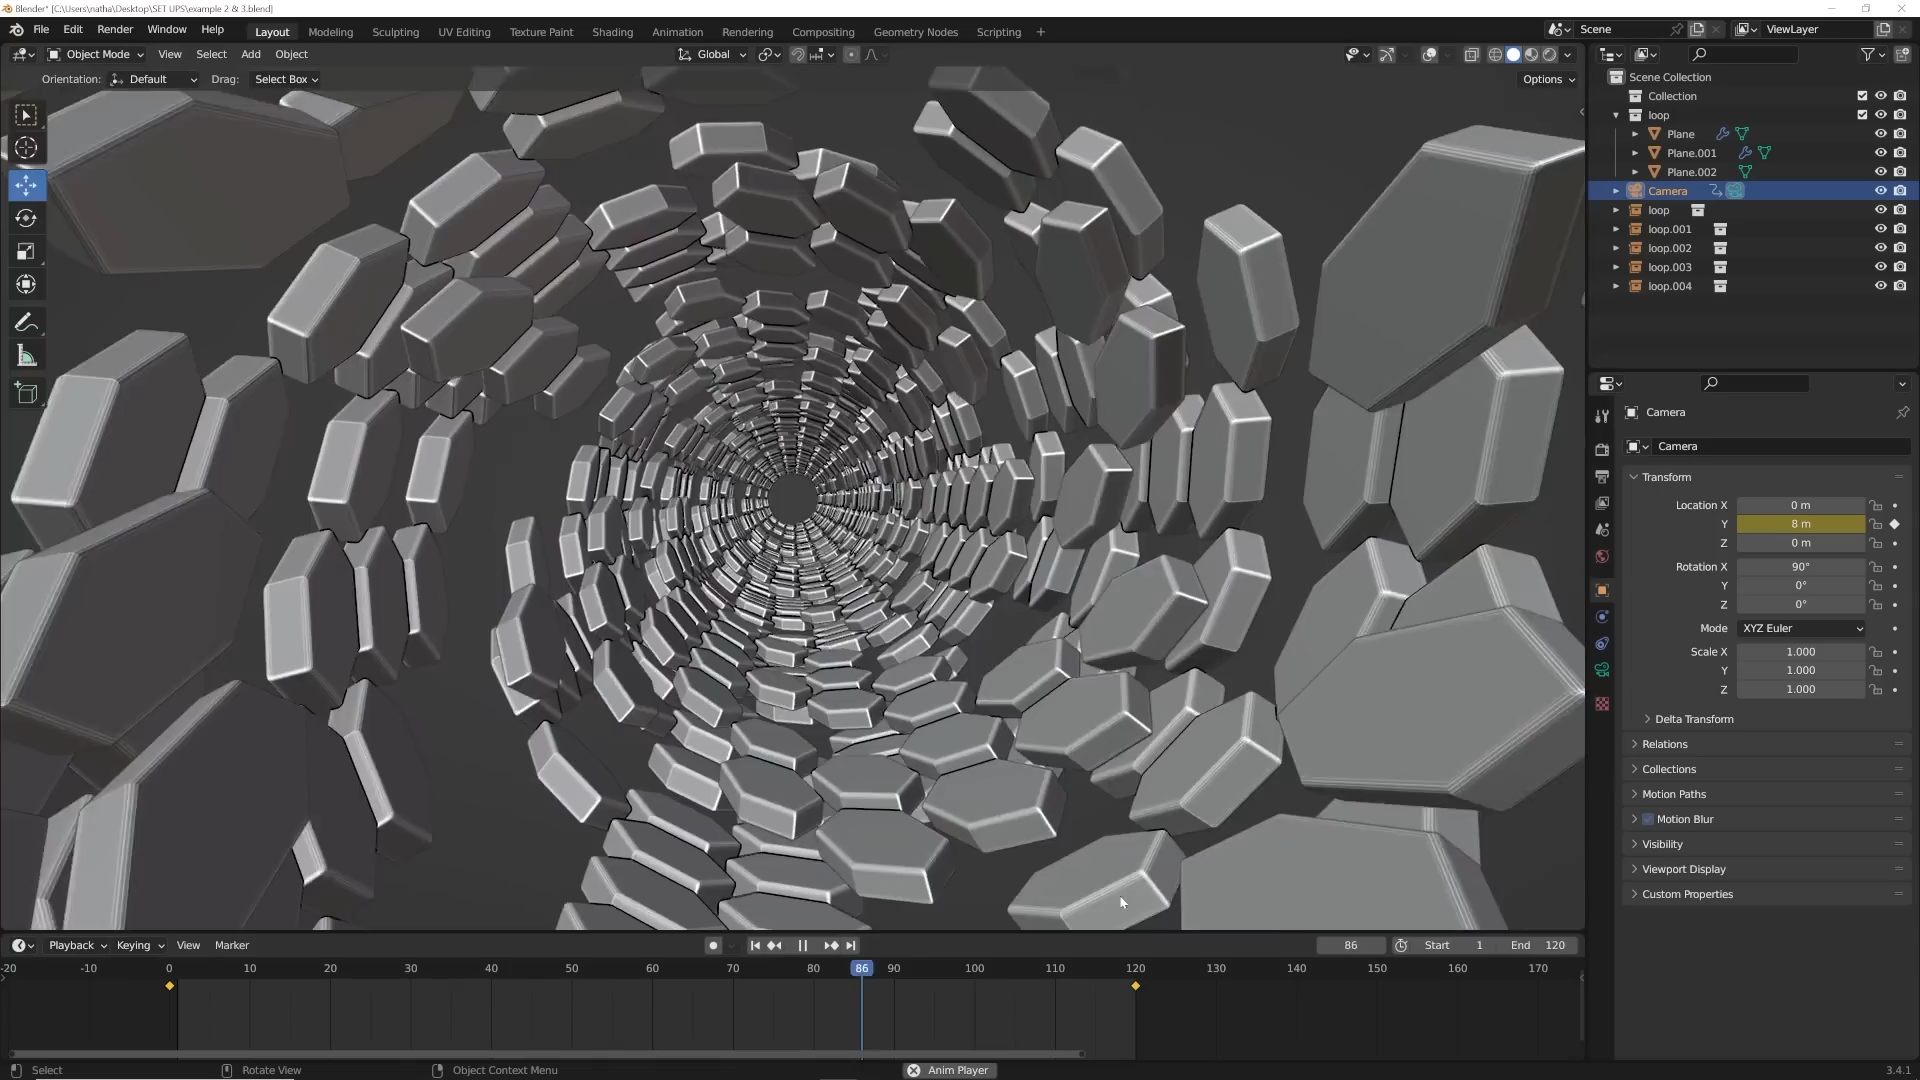 Blender* [C:\Users\natha\Desktop\SET UPS\example 2 & 3.blend]
File Edit Render Window Help Layout Modeling Sculpting UV Editing Texture Paint Shading Animation Rendering Compositing Geometry Nodes Scripting + Scene ViewLayer
Object Mode View Select Add Object Global
Orientation: Default Drag: Select Box Options
Scene Collection
Collection
loop
Plane
Plane.001
Plane.002
Camera
loop
loop.001
loop.002
loop.003
loop.004
Camera
Camera
Transform
Location X 0 m
Y 8 m
Z 0 m
Rotation X 90°
Y 0°
Z 0°
Mode XYZ Euler
Scale X 1.000
Y 1.000
Z 1.000
Delta Transform
Relations
Collections
Motion Paths
Motion Blur
Visibility
Viewport Display
Custom Properties
Playback Keying View Marker 86 Start 1 End 120
-20 -10 0 10 20 30 40 50 60 70 80 86 90 100 110 120 130 140 150 160 170
Select Rotate View Object Context Menu Anim Player 3.4.1